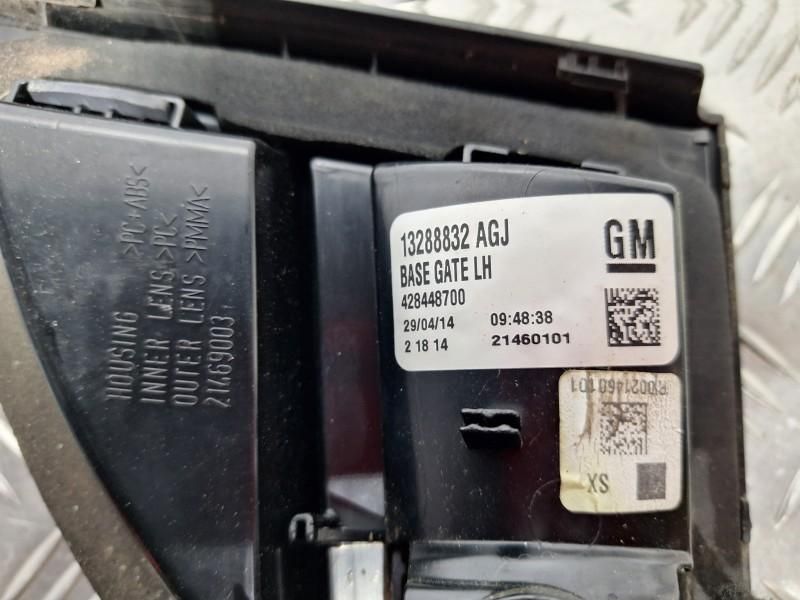 HOUSING >PC+ABS<
INNER LENS >PC<
OUTER LENS >PMMA<
21469003
13288832 AGJ
GM
BASE GATE LH
428448700
29/04/14 09:48:38
2 18 14 21460101
SX